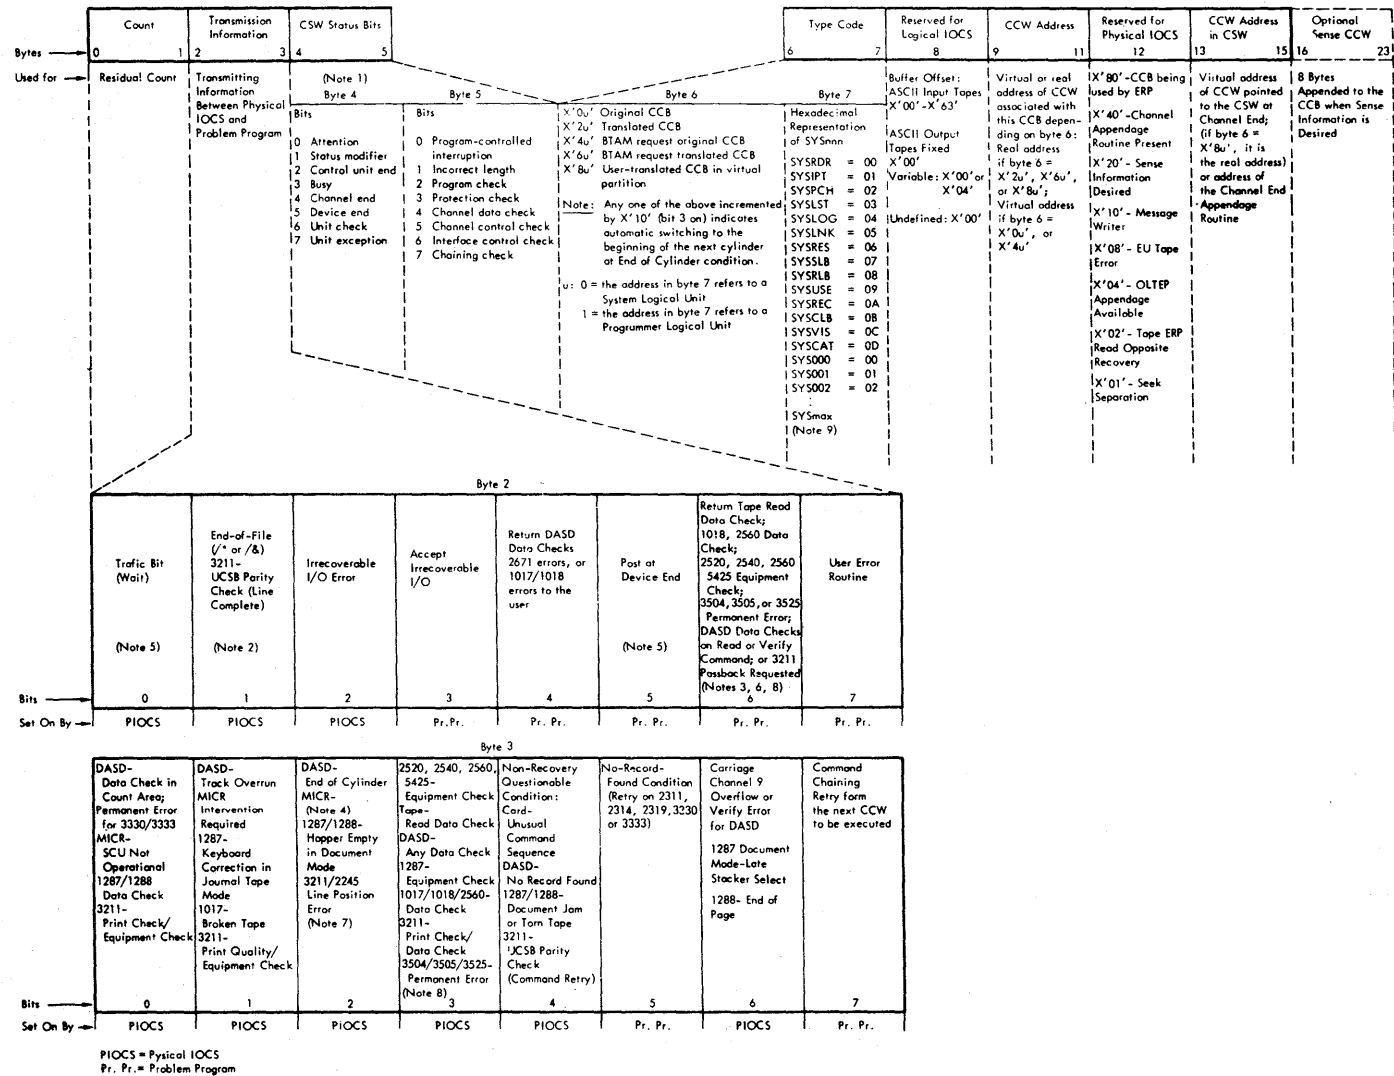 Count
Transmission
Information
CSW Status Bits
Type Code
Reserved for
Logical IOCS
CCW Address
Reserved for
Physical IOCS
CCW Address
in CSW
Optional
Sense CCW
Bytes
0 1 2 3 4 5 6 7 8 9 11 12 13 15 16 23
Used for
Residual Count
Transmitting
Information
Between Physical
IOCS and
Problem Program
(Note 1)
Byte 4
Bits
0 Attention
1 Status modifier
2 Control unit end
3 Busy
4 Channel end
5 Device end
6 Unit check
7 Unit exception
Byte 5
Bits
0 Program-controlled
interruption
1 Incorrect length
2 Program check
3 Protection check
4 Channel data check
5 Channel control check
6 Interface control check
7 Chaining check
Byte 6
X'0u' Original CCB
X'2u' Translated CCB
X'4u' BTAM request original CCB
X'6u' BTAM request translated CCB
X'8u' User-translated CCB in virtual
partition
Note: Any one of the above incremented
by X'10' (bit 3 on) indicates
automatic switching to the
beginning of the next cylinder
at End of Cylinder condition.
u: 0 = the address in byte 7 refers to a
System Logical Unit
1 = the address in byte 7 refers to a
Programmer Logical Unit
Byte 7
Hexadecimal
Representation
of SYSnnn
SYSRDR = 00
SYSIPT = 01
SYSPCH = 02
SYSLST = 03
SYSLOG = 04
SYSLNK = 05
SYSRES = 06
SYSSLB = 07
SYSRLB = 08
SYSUSE = 09
SYSREC = 0A
SYSCLB = 0B
SYSVIS = 0C
SYSCAT = 0D
SYS000 = 00
SYS001 = 01
SYS002 = 02
:
SYSmax
(Note 9)
Buffer Offset:
ASCII Input Tapes
X'00'-X'63'
ASCII Output
Tapes Fixed
X'00'
Variable: X'00' or
X'04'
Undefined: X'00'
Virtual or real
address of CCW
associated with
this CCB depen-
ding on byte 6:
Real address
if byte 6 =
X'2u', X'6u',
or X'8u';
Virtual address
if byte 6 =
X'0u', or
X'4u'
X'80'-CCB being
used by ERP
X'40'-Channel
Appendage
Routine Present
X'20'- Sense
Information
Desired
X'10'- Message
Writer
X'08'- EU Tape
Error
X'04'- OLTEP
Appendage
Available
X'02'- Tape ERP
Read Opposite
Recovery
X'01'- Seek
Separation
Virtual address
of CCW pointed
to the CSW at
Channel End;
(if byte 6 =
X'8u', it is
the real address)
or address of
the Channel End
Appendage
Routine
8 Bytes
Appended to the
CCB when Sense
Information is
Desired
Byte 2
Trafic Bit
(Wait)
(Note 5)
End-of-File
(/* or /&)
3211-
UCSB Parity
Check (Line
Complete)
(Note 2)
Irrecoverable
I/O Error
Accept
Irrecoverable
I/O
Return DASD
Data Checks
2671 errors, or
1017/1018
errors to the
user
Post at
Device End
(Note 5)
Return Tape Read
Data Check;
1018, 2560 Data
Check;
2520, 2540, 2560
5425 Equipment
Check;
3504, 3505, or 3525
Permanent Error;
DASD Data Checks
on Read or Verify
Command; or 3211
Passback Requested
(Notes 3, 6, 8)
User Error
Routine
Bits
0 1 2 3 4 5 6 7
Set On By
PIOCS PIOCS PIOCS Pr.Pr. Pr. Pr. Pr. Pr. Pr. Pr. Pr. Pr.
Byte 3
DASD-
Data Check in
Count Area;
Permanent Error
for 3330/3333
MICR-
SCU Not
Operational
1287/1288
Data Check
3211-
Print Check/
Equipment Check
DASD-
Track Overrun
MICR
Intervention
Required
1287-
Keyboard
Correction in
Journal Tape
Mode
1017-
Broken Tape
3211-
Print Quality/
Equipment Check
DASD-
End of Cylinder
MICR-
(Note 4)
1287/1288-
Hopper Empty
in Document
Mode
3211/2245
Line Position
Error
(Note 7)
2520, 2540, 2560,
5425-
Equipment Check
Tape-
Read Data Check
DASD-
Any Data Check
1287-
Equipment Check
1017/1018/2560-
Data Check
3211-
Print Check/
Data Check
3504/3505/3525-
Permanent Error
(Note 8)
Non-Recovery
Questionable
Condition:
Card-
Unusual
Command
Sequence
DASD-
No Record Found
1287/1288-
Document Jam
or Torn Tape
3211-
UCSB Parity
Check
(Command Retry)
No-Record-
Found Condition
(Retry on 2311,
2314, 2319, 3230
or 3333)
Carriage
Channel 9
Overflow or
Verify Error
for DASD
1287 Document
Mode-Late
Stacker Select
1288- End of
Page
Command
Chaining
Retry form
the next CCW
to be executed
Bits
0 1 2 3 4 5 6 7
Set On By
PIOCS PIOCS PIOCS PIOCS PIOCS Pr. Pr. PIOCS Pr. Pr.
PIOCS = Pysical IOCS
Pr. Pr.= Problem Program